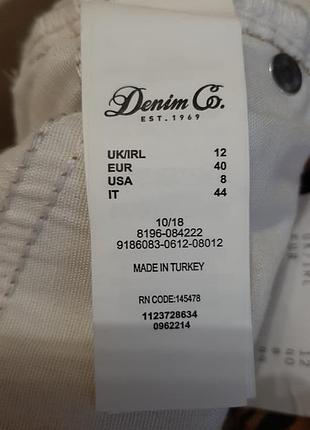 Denim Co.
EST. 1969
UK/IRL 12
EUR 40
USA 8
IT 44
10/18
8196-084222
9186083-0612-08012
MADE IN TURKEY
RN CODE:145478
1123728634
0962214